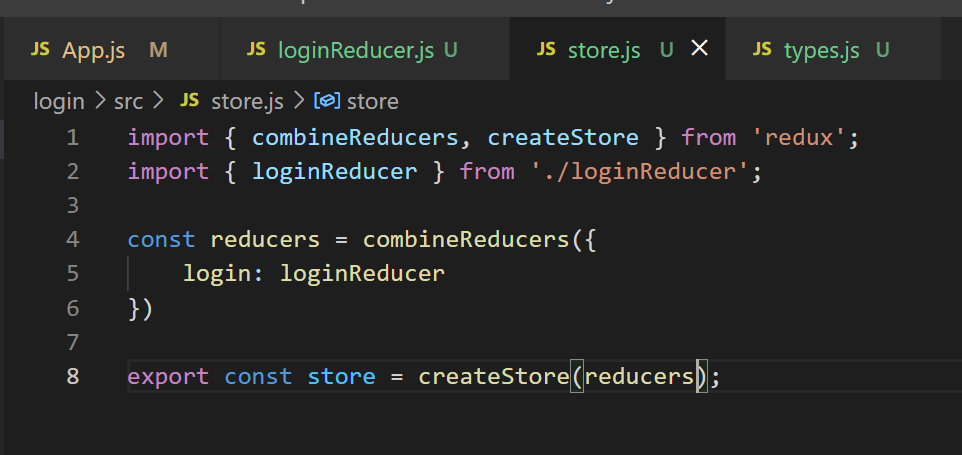 JS App.js M JS loginReducer.js U JS store.js U JS types.js U
login > src > JS store.js > store
1 import { combineReducers, createStore } from 'redux';
2 import { loginReducer } from './loginReducer';
3
4 const reducers = combineReducers({
5     login: loginReducer
6 })
7
8 export const store = createStore(reducers);